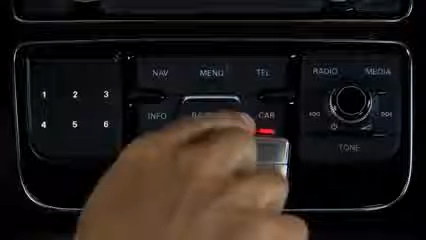 NAV MENU TEL
RADIO MEDIA
1 2 3
INFO CAR
4 5 6
TONE